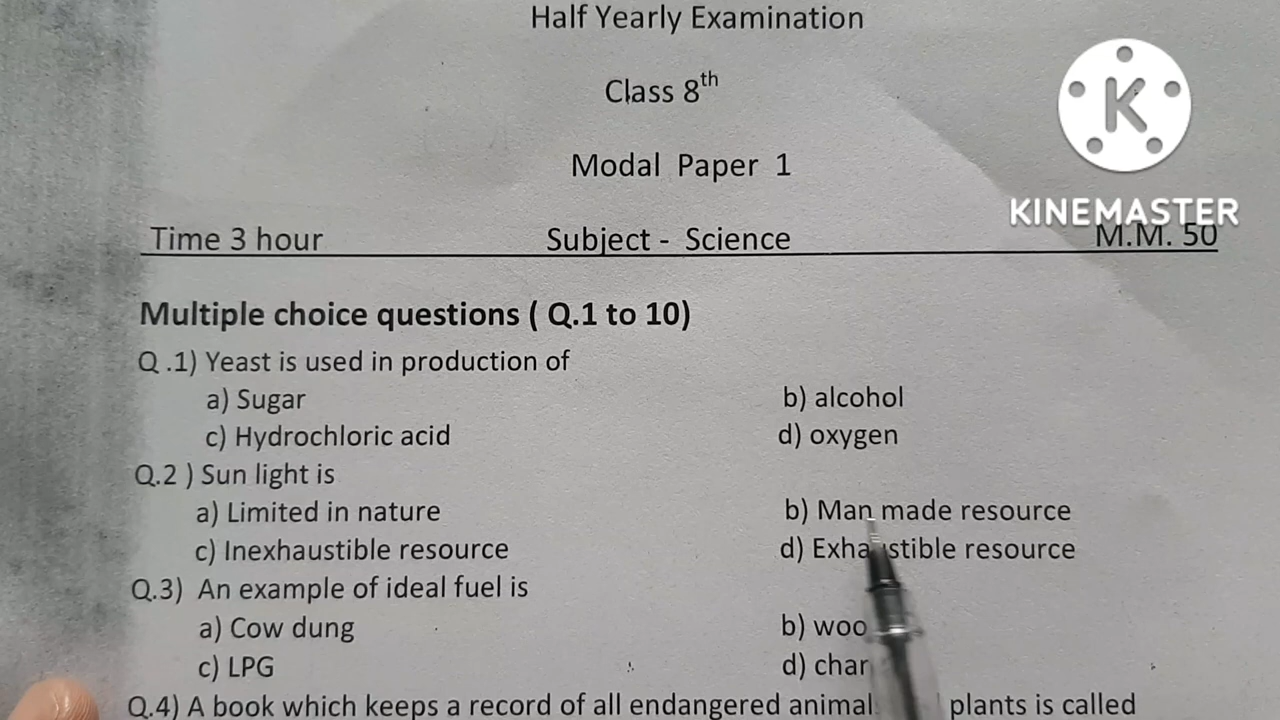 Half Yearly Examination
Class 8th
Modal Paper 1
KINEMASTER
Time 3 hour Subject - Science M.M. 50
Multiple choice questions ( Q.1 to 10)
Q .1) Yeast is used in production of
a) Sugar b) alcohol
c) Hydrochloric acid d) oxygen
Q.2 ) Sun light is
a) Limited in nature b) Man made resource
c) Inexhaustible resource d) Exhaustible resource
Q.3) An example of ideal fuel is
a) Cow dung b)
c) LPG d)
Q.4) A book which keeps a record of all endangered plants is called